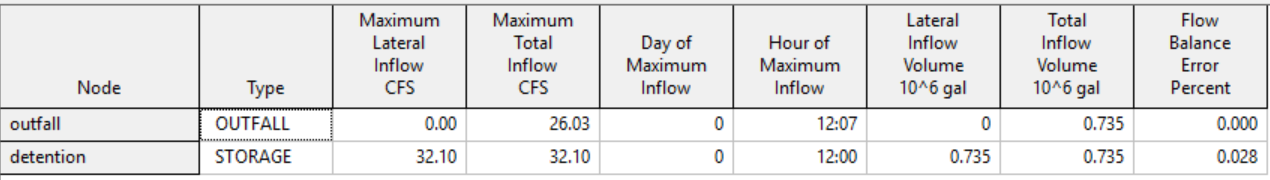 Node Type Maximum Lateral Inflow CFS Maximum Total Inflow CFS Day of Maximum Inflow Hour of Maximum Inflow Lateral Inflow Volume 10^6 gal Total Inflow Volume 10^6 gal Flow Balance Error Percent
outfall OUTFALL 0.00 26.03 0 12:07 0 0.735 0.000
detention STORAGE 32.10 32.10 0 12:00 0.735 0.735 0.028